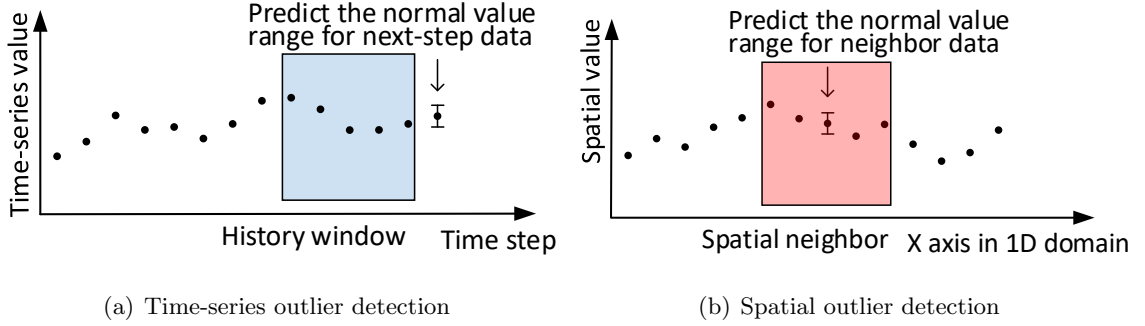 Predict the normal value
range for next-step data
Time-series value
History window
Time step
(a) Time-series outlier detection
Predict the normal value
range for neighbor data
Spatial value
Spatial neighbor
X axis in 1D domain
(b) Spatial outlier detection